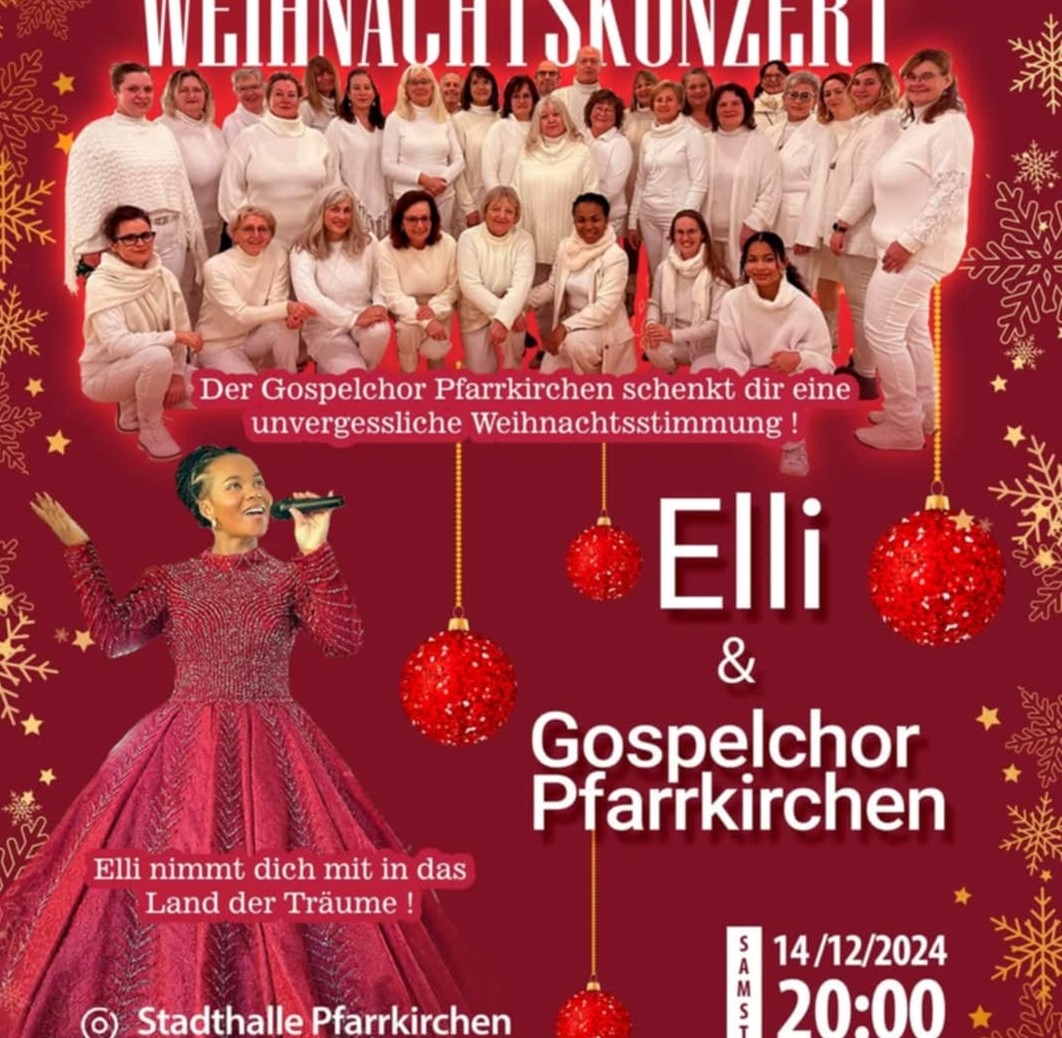 WEIHNACHTSKONZERT
Der Gospelchor Pfarrkirchen schenkt dir eine
unvergessliche Weihnachtsstimmung !
Elli
&
Gospelchor
Pfarrkirchen
Elli nimmt dich mit in das
Land der Träume !
SAMST
14/12/2024
20:00
Stadthalle Pfarrkirchen